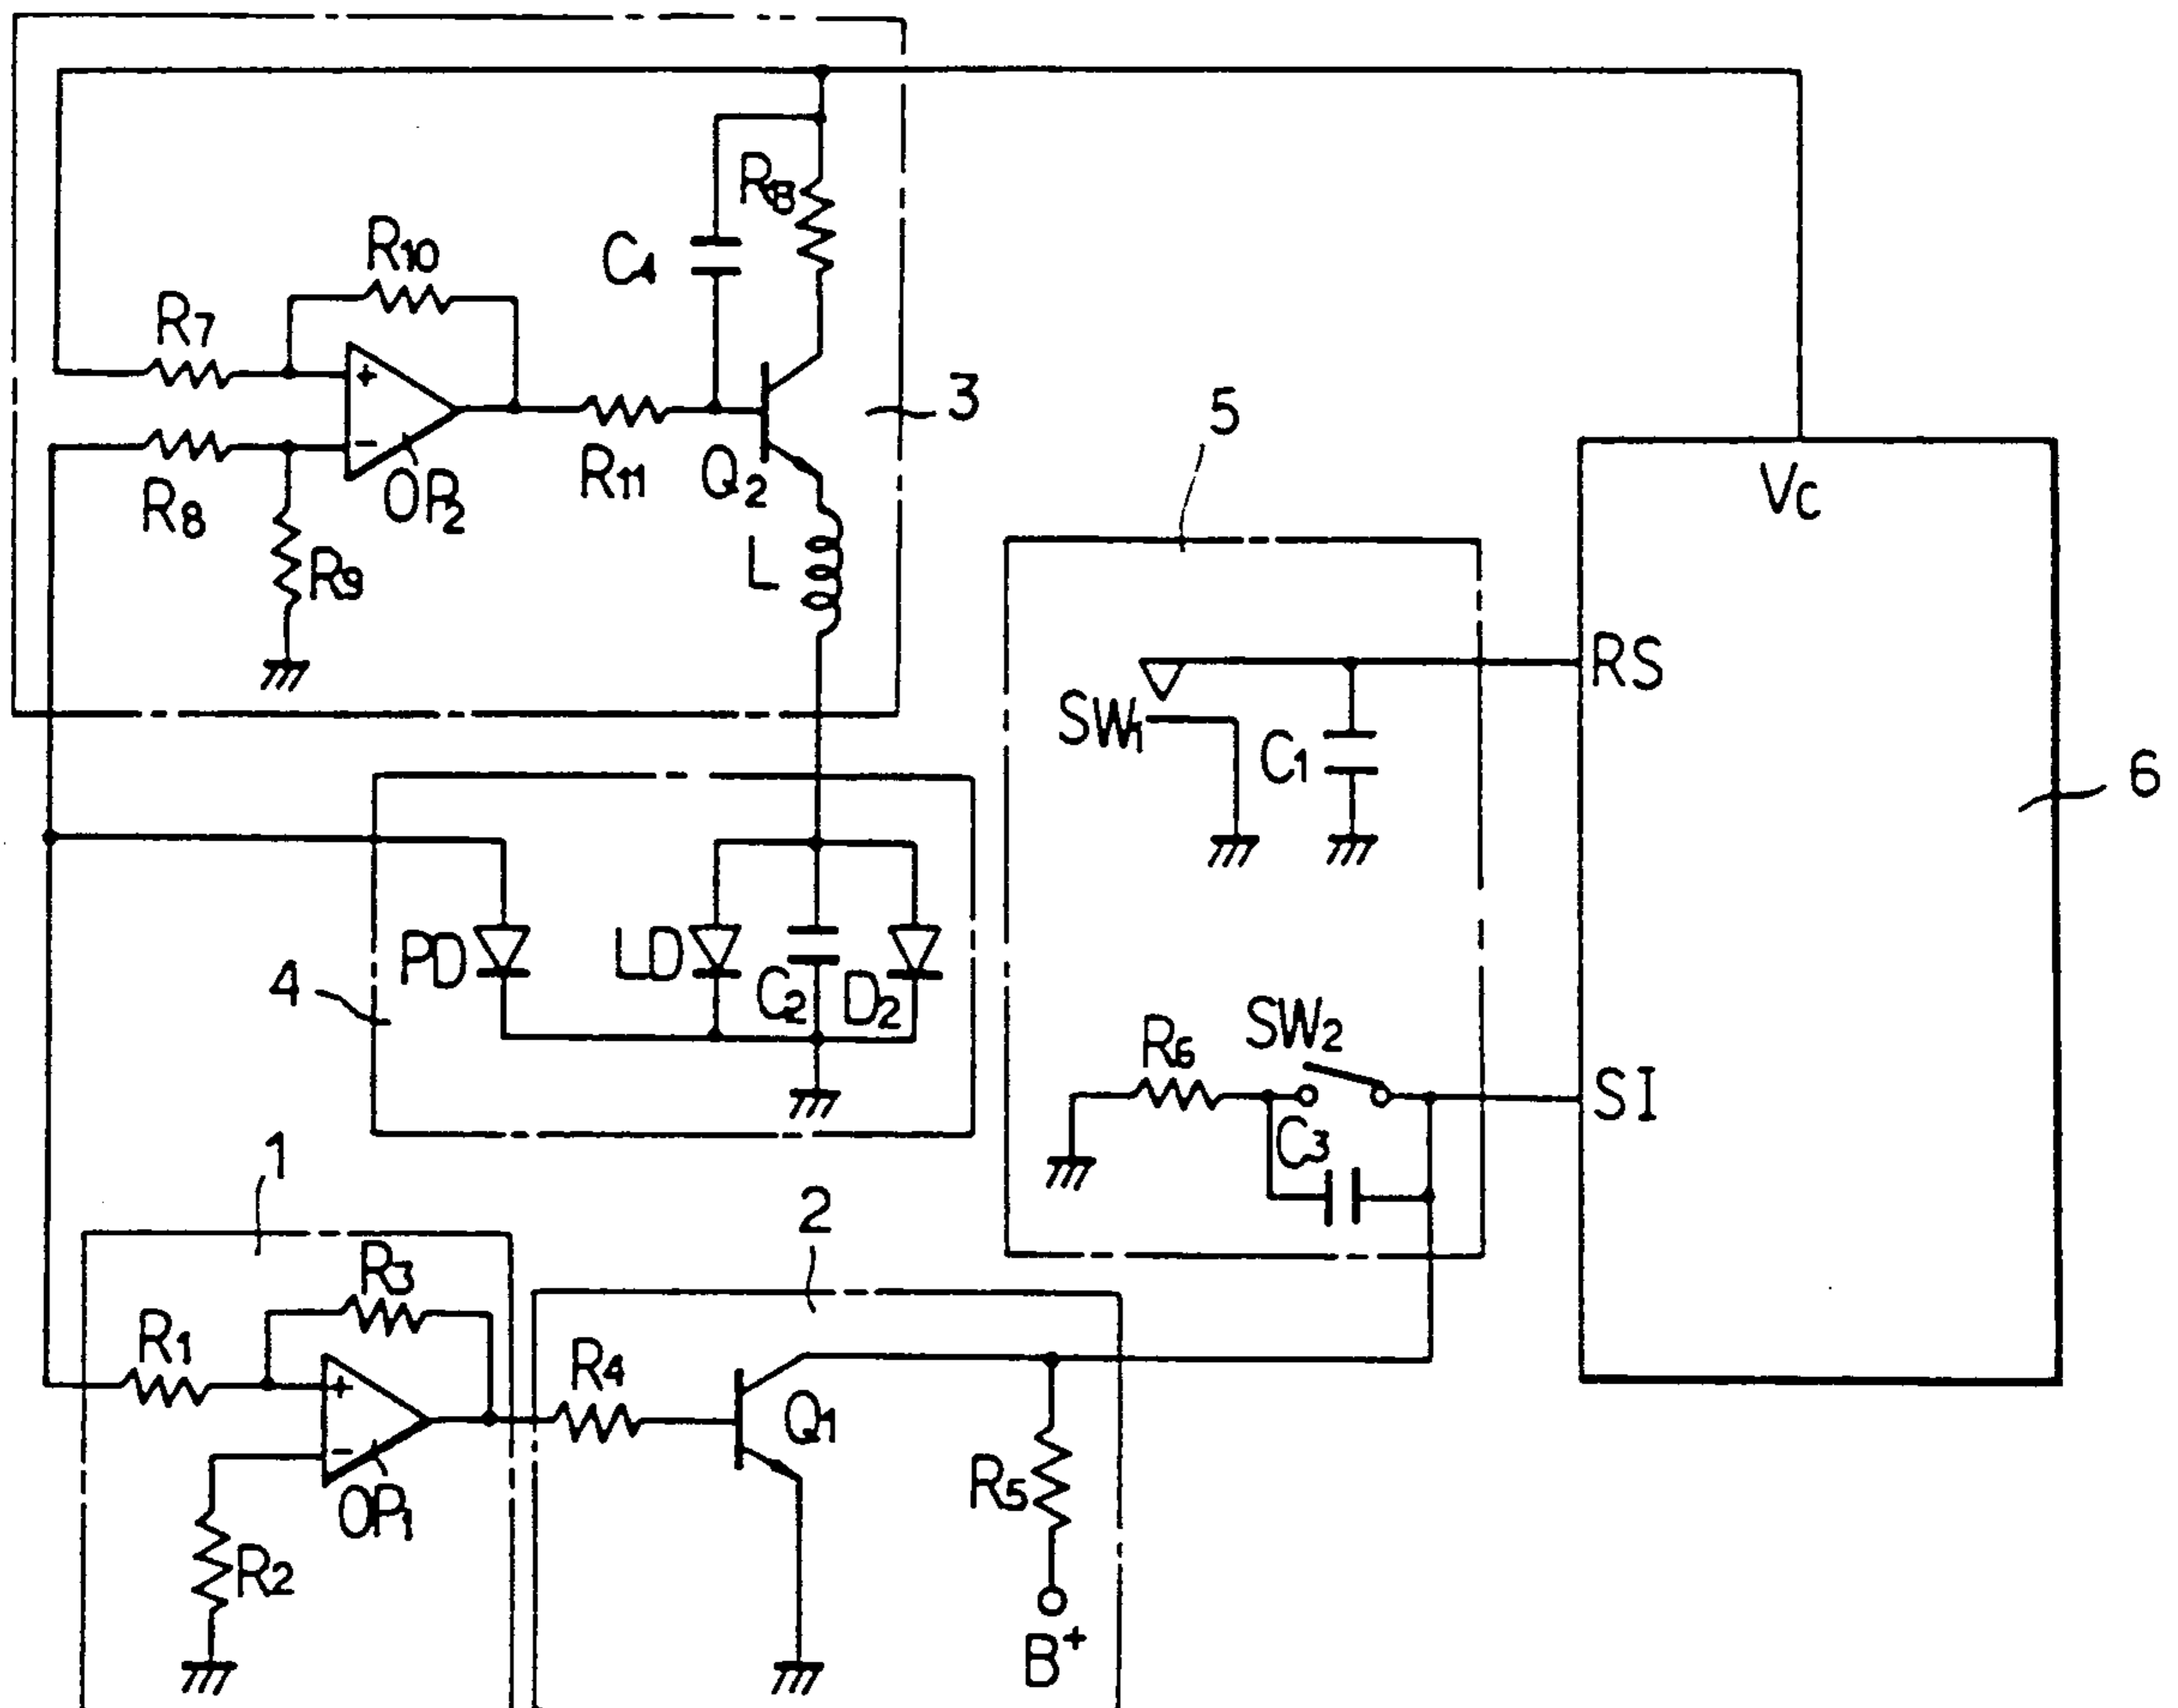 R8
R10
C4
R7
3
5
R11
Q2
OP2
R8
VC
R9
L
RS
SW1
C1
6
PD
LD
C2
D2
4
SW2
R6
SI
C3
1
2
R3
R1
R4
Q1
R5
OP1
R2
B+
+
-
+
-